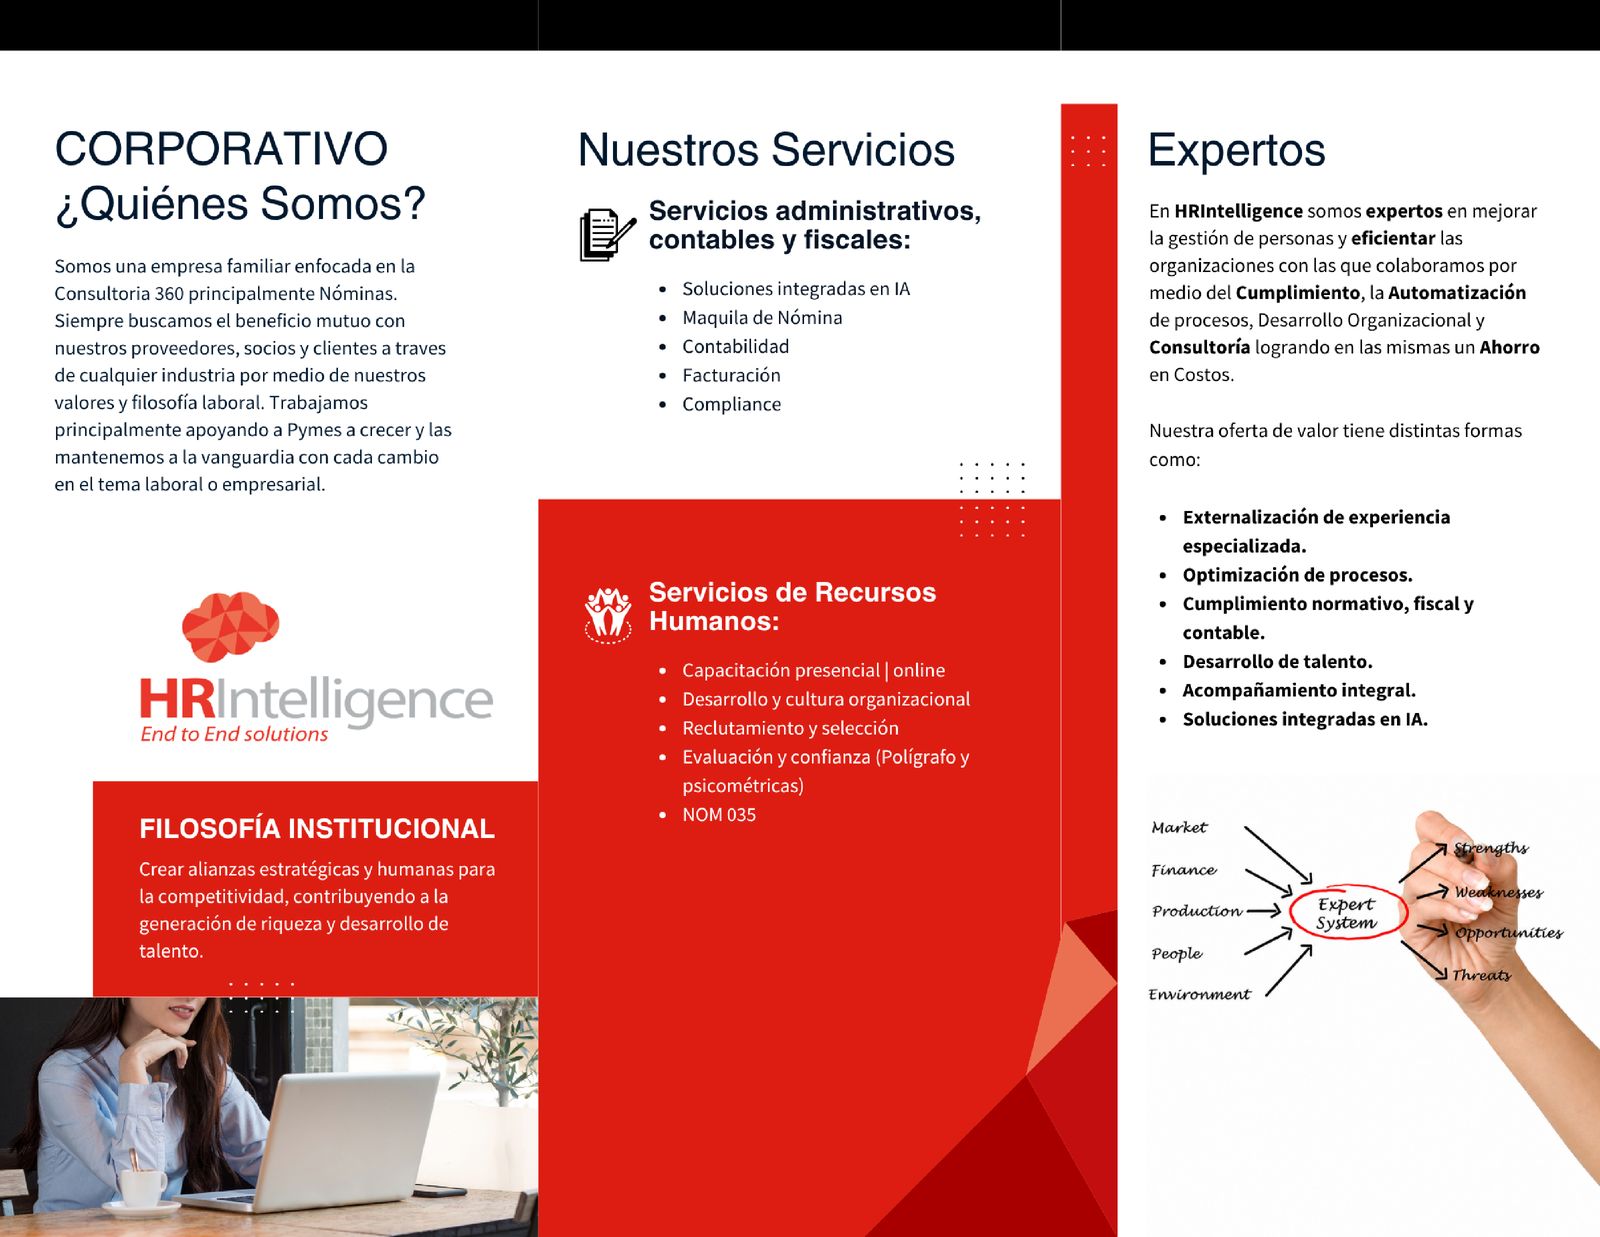 CORPORATIVO
¿Quiénes Somos?
Somos una empresa familiar enfocada en la
Consultoria 360 principalmente Nóminas.
Siempre buscamos el beneficio mutuo con
nuestros proveedores, socios y clientes a traves
de cualquier industria por medio de nuestros
valores y filosofía laboral. Trabajamos
principalmente apoyando a Pymes a crecer y las
mantenemos a la vanguardia con cada cambio
en el tema laboral o empresarial.
HRIntelligence
End to End solutions
FILOSOFÍA INSTITUCIONAL
Crear alianzas estratégicas y humanas para
la competitividad, contribuyendo a la
generación de riqueza y desarrollo de
talento.
Nuestros Servicios
Servicios administrativos,
contables y fiscales:
• Soluciones integradas en IA
• Maquila de Nómina
• Contabilidad
• Facturación
• Compliance
Servicios de Recursos
Humanos:
• Capacitación presencial | online
• Desarrollo y cultura organizacional
• Reclutamiento y selección
• Evaluación y confianza (Polígrafo y
psicométricas)
• NOM 035
Expertos
En HRIntelligence somos expertos en mejorar
la gestión de personas y eficientar las
organizaciones con las que colaboramos por
medio del Cumplimiento, la Automatización
de procesos, Desarrollo Organizacional y
Consultoría logrando en las mismas un Ahorro
en Costos.
Nuestra oferta de valor tiene distintas formas
como:
• Externalización de experiencia
especializada.
• Optimización de procesos.
• Cumplimiento normativo, fiscal y
contable.
• Desarrollo de talento.
• Acompañamiento integral.
• Soluciones integradas en IA.
Market
Finance
Production
People
Environment
Expert
System
Strengths
Weaknesses
Opportunities
Threats